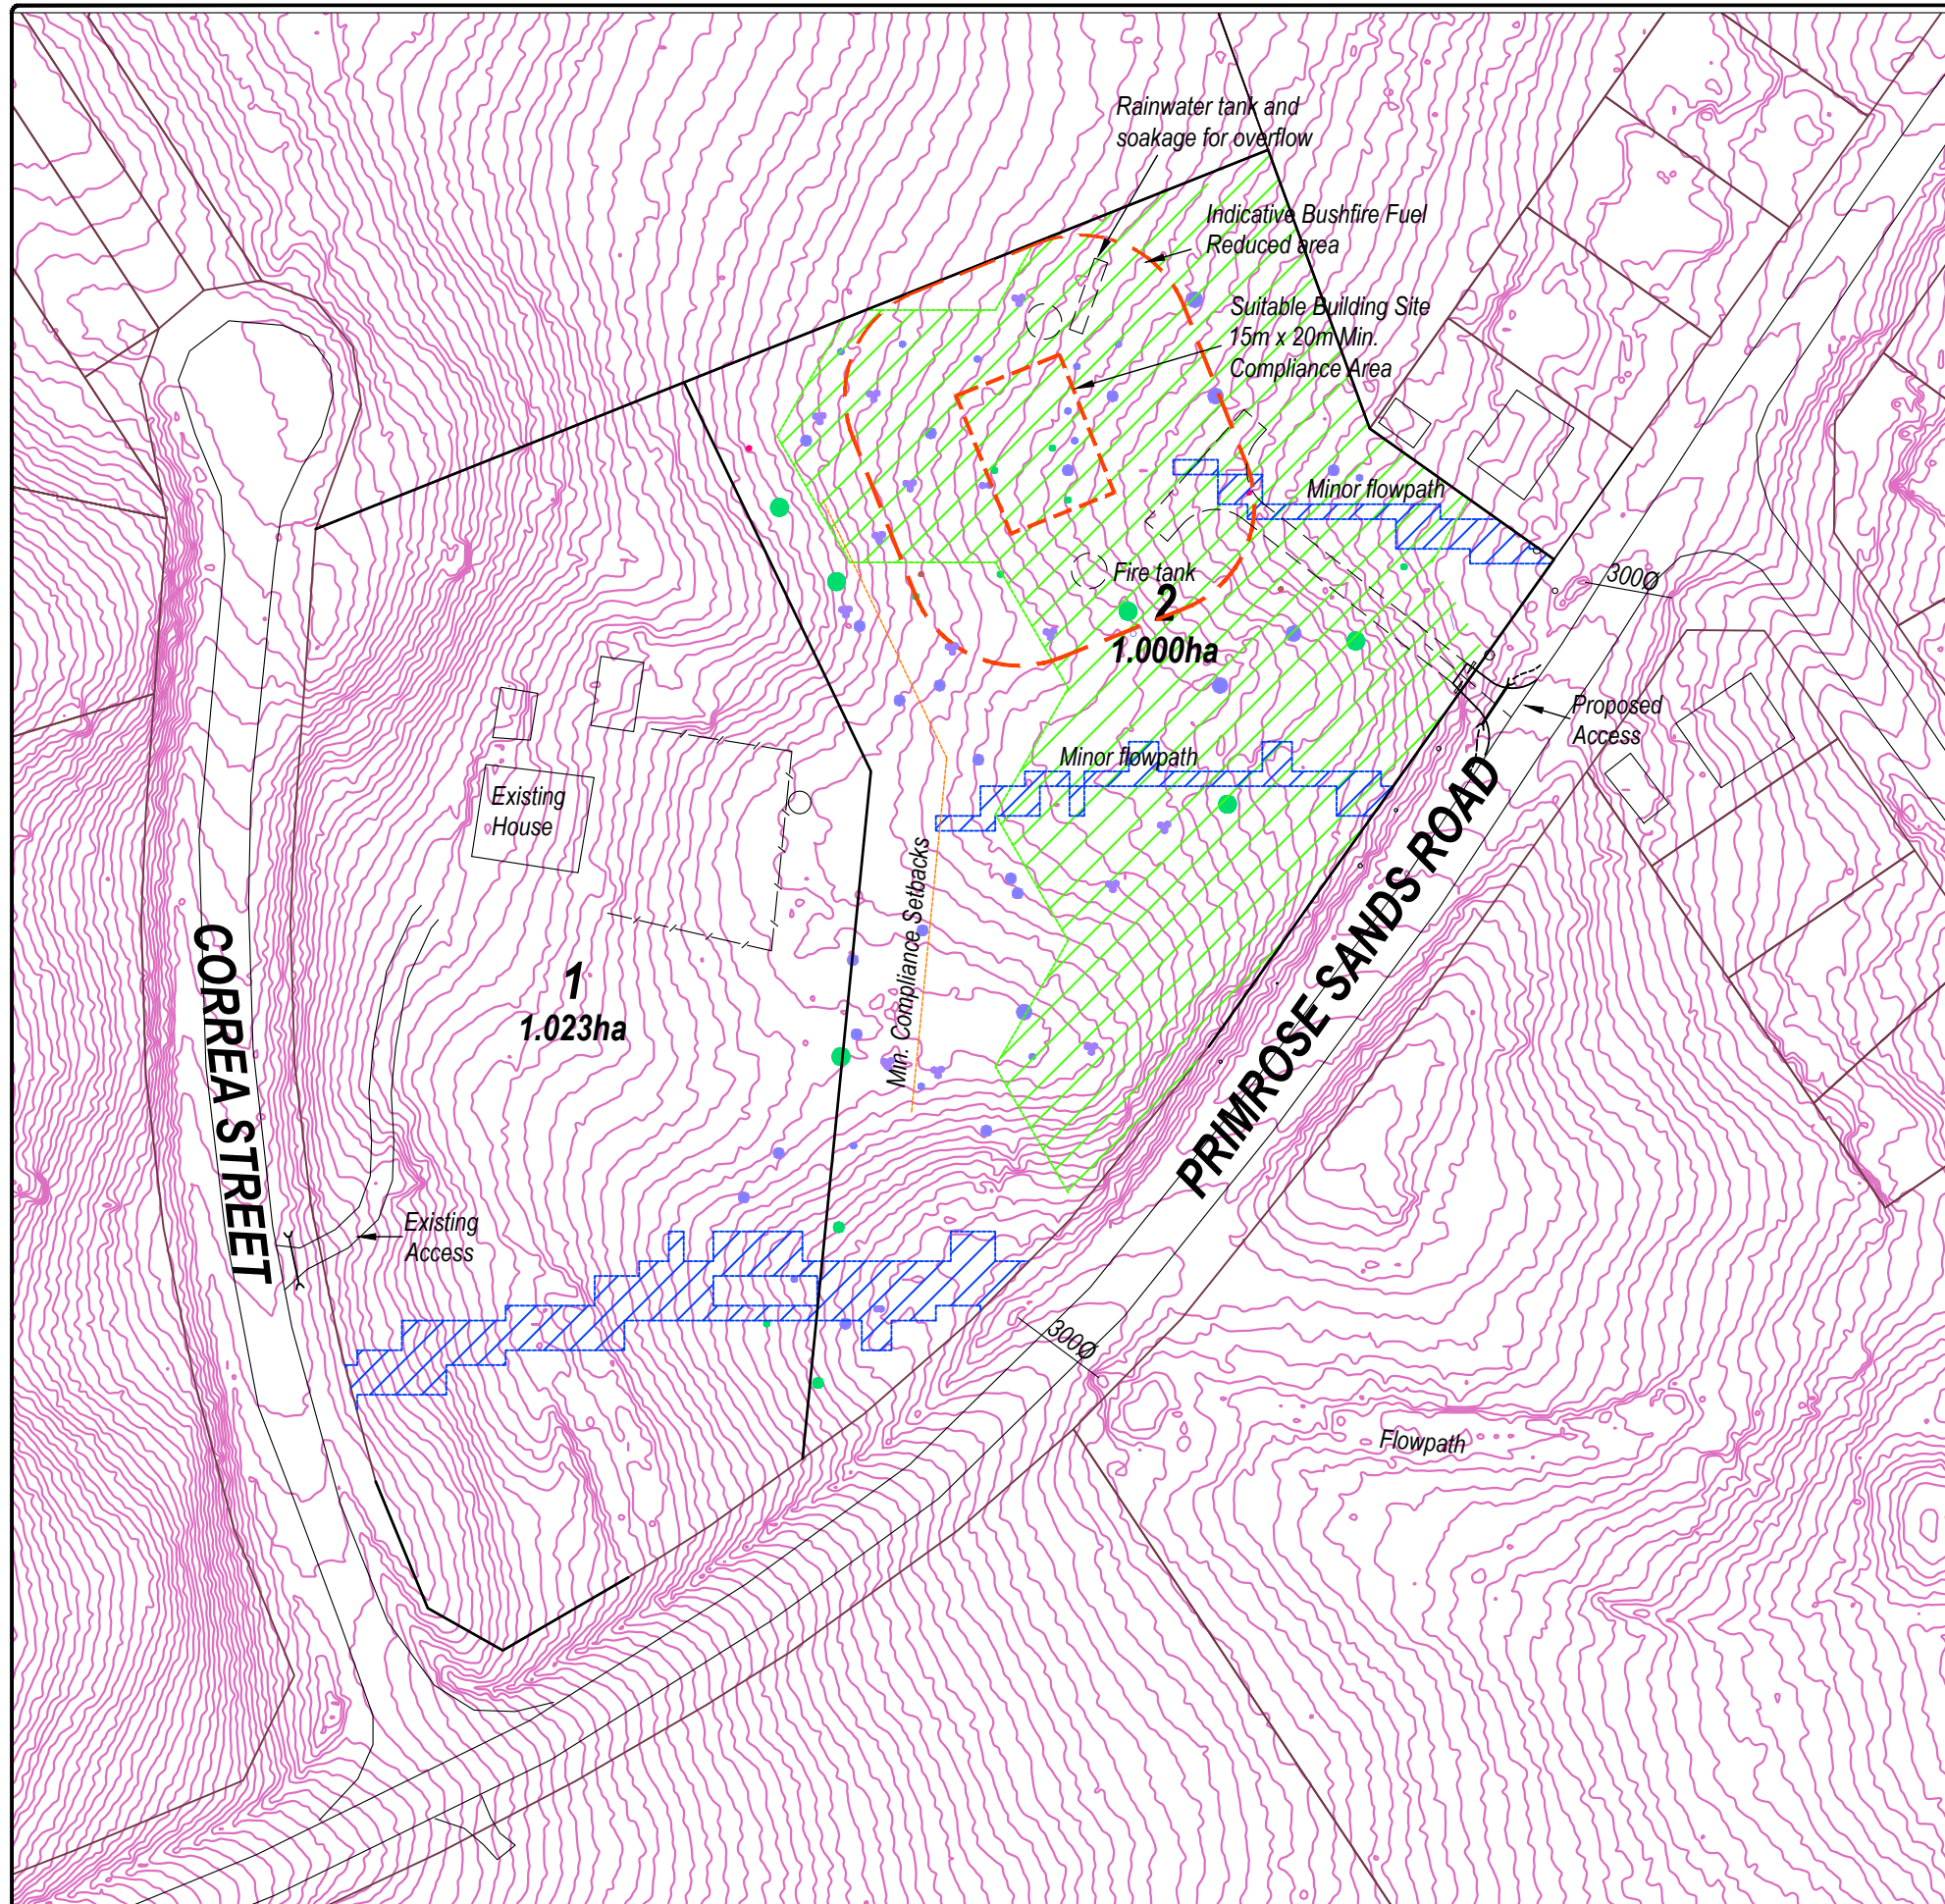 Rainwater tank and
soakage for overflow
Indicative Bushfire Fuel
Reduced area
Suitable Building Site
15m x 20m Min.
Compliance Area
Minor flowpath
Fire tank
2
1.000ha
300Ø
Proposed
Access
Minor flowpath
Existing
House
Min. Compliance Setbacks
PRIMROSE SANDS ROAD
CORREA STREET
1
1.023ha
Existing
Access
300Ø
Flowpath